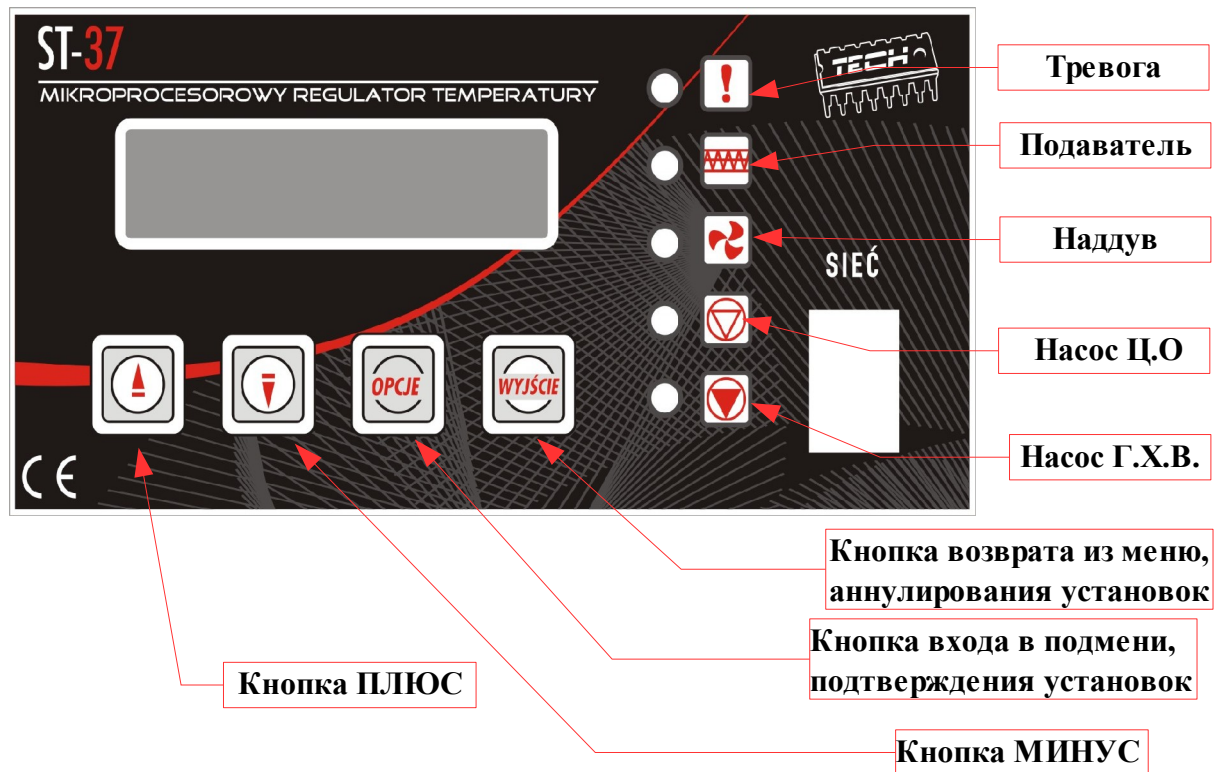 ST-37
MIKROPROCESOROWY REGULATOR TEMPERATURY
TECH
SIEĆ
OPCJE
WYJŚCIE
CE
Тревога
Подаватель
Наддув
Насос Ц.О
Насос Г.Х.В.
Кнопка возврата из меню,
аннулирования установок
Кнопка входа в подмени,
подтверждения установок
Кнопка ПЛЮС
Кнопка МИНУС